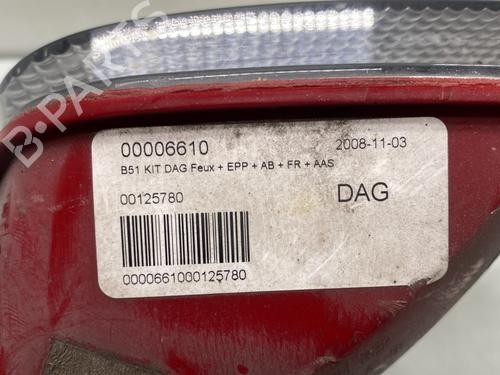 00006610 2008-11-03
B51 KIT DAG Feux + EPP + AB + FR + AAS
00125780 DAG
0000661000125780
B-PARTS